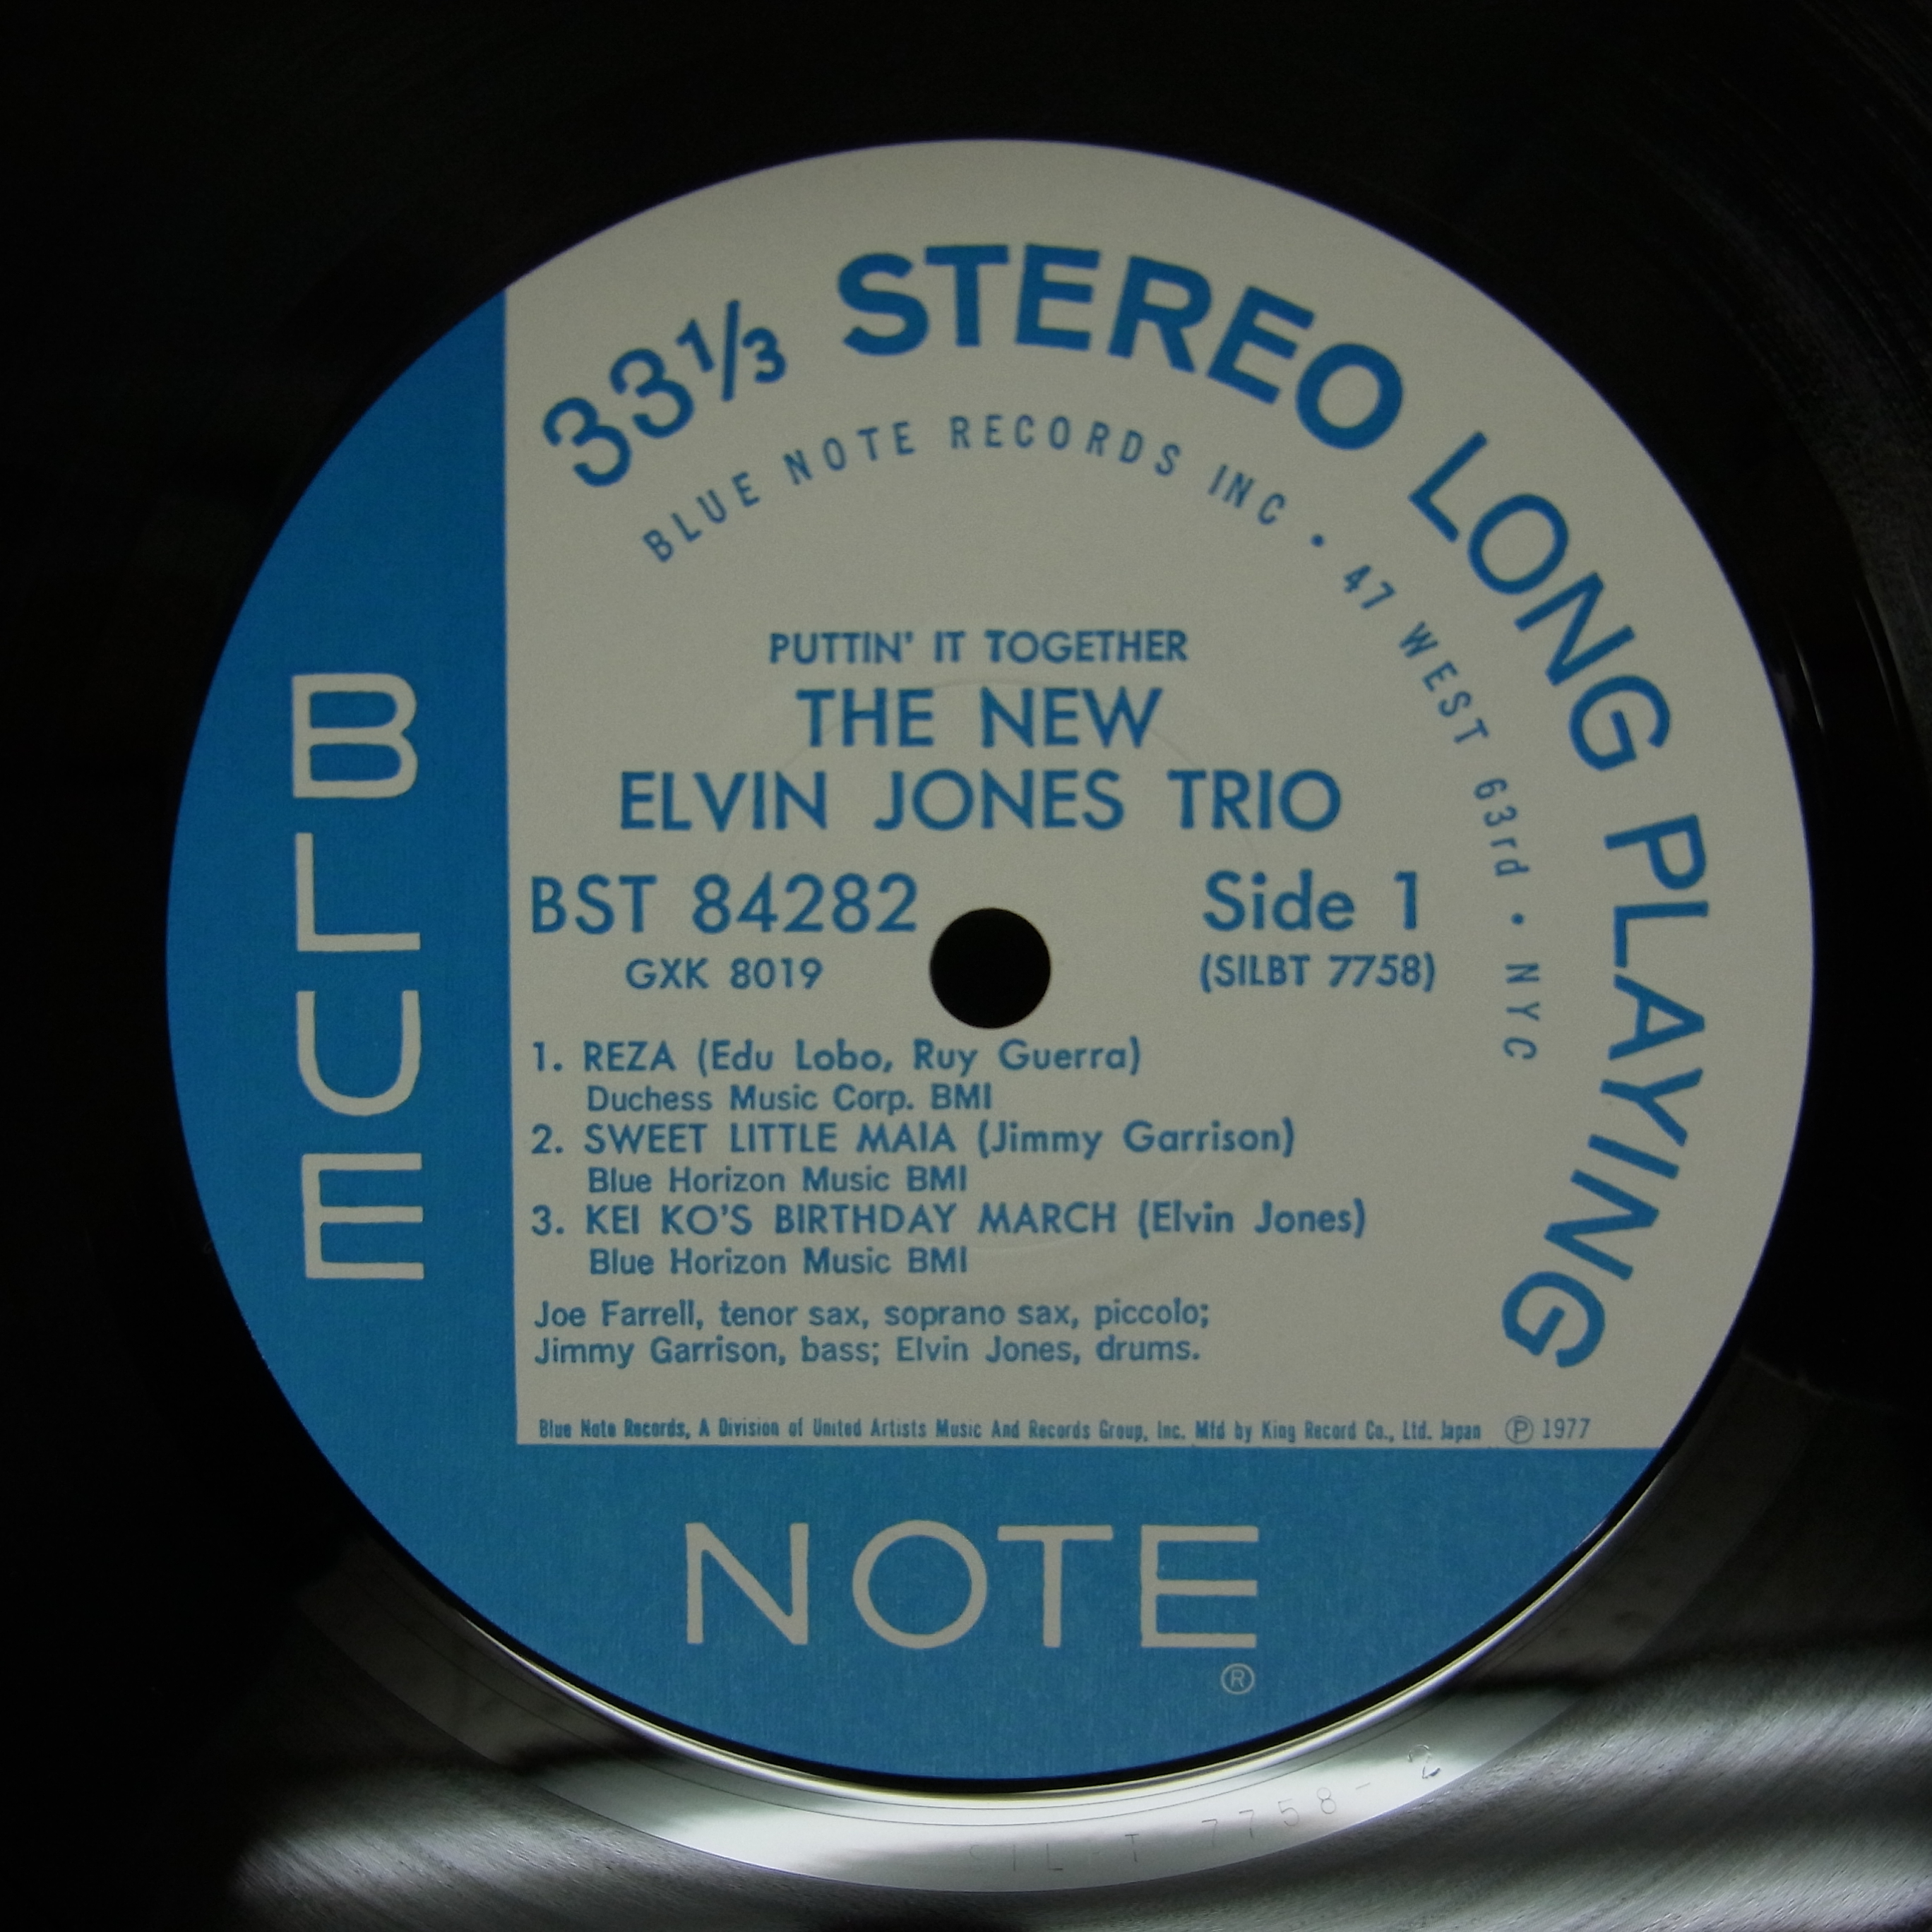 33⅓ STEREO LONG PLAYING
BLUE NOTE RECORDS INC • 47 WEST 63rd • NYC
PUTTIN' IT TOGETHER
THE NEW
ELVIN JONES TRIO
BST 84282
Side 1
GXK 8019
(SILBT 7758)
1. REZA (Edu Lobo, Ruy Guerra)
Duchess Music Corp. BMI
2. SWEET LITTLE MAIA (Jimmy Garrison)
Blue Horizon Music BMI
3. KEI KO'S BIRTHDAY MARCH (Elvin Jones)
Blue Horizon Music BMI
Joe Farrell, tenor sax, soprano sax, piccolo;
Jimmy Garrison, bass; Elvin Jones, drums.
Blue Note Records, A Division of United Artists Music And Records Group, Inc. Mfd by King Record Co., Ltd. Japan Ⓟ 1977
BLUE
NOTE
®
7758-2